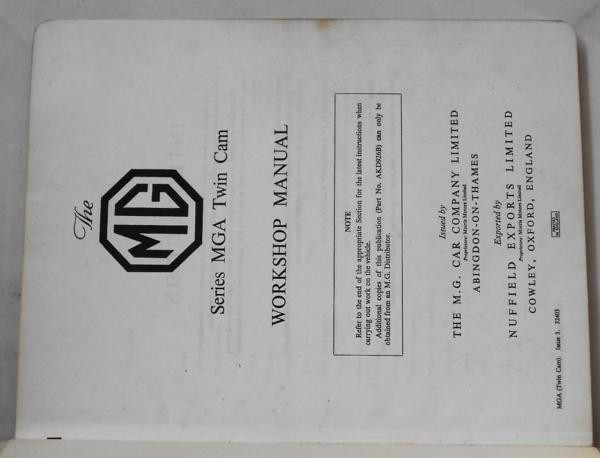 The
MG
Series MGA Twin Cam
WORKSHOP MANUAL
NOTE
Refer to the end of the appropriate Section for the latest instructions when
carrying out work on the vehicle.
Additional copies of this publication (Part No. AKD926B) can only be
obtained from an M.G. Distributor.
Issued by
THE M.G. CAR COMPANY LIMITED
Proprietors: Morris Motors Limited
ABINGDON-ON-THAMES
Exported by
NUFFIELD EXPORTS LIMITED
Proprietors: Morris Motors Limited
COWLEY, OXFORD, ENGLAND
MGA (Twin Cam). Issue 3. 32403